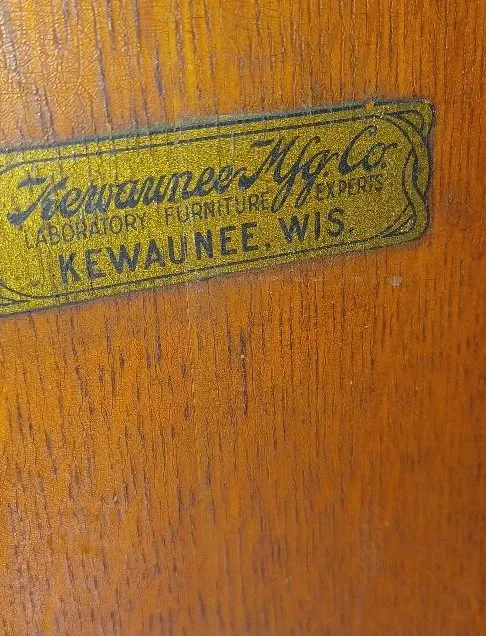 Kewaunee Mfg. Co.
LABORATORY FURNITURE EXPERTS
KEWAUNEE, WIS.